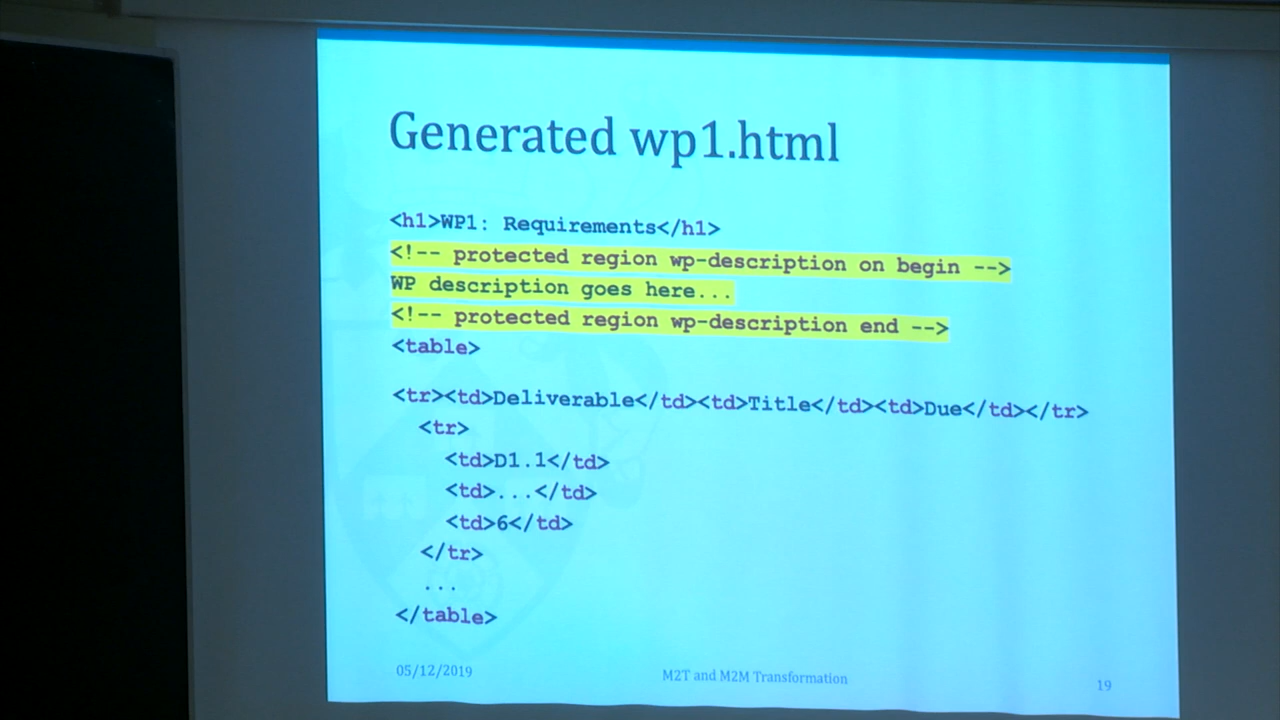 Generated wp1.html
<h1>WP1: Requirements</h1>
<!-- protected region wp-description on begin -->
WP description goes here...
<!-- protected region wp-description end -->
<table>
<tr><td>Deliverable</td><td>Title</td><td>Due</td></tr>
<tr>
<td>D1.1</td>
<td>...</td>
<td>6</td>
</tr>
...
</table>
05/12/2019
M2T and M2M Transformation
19